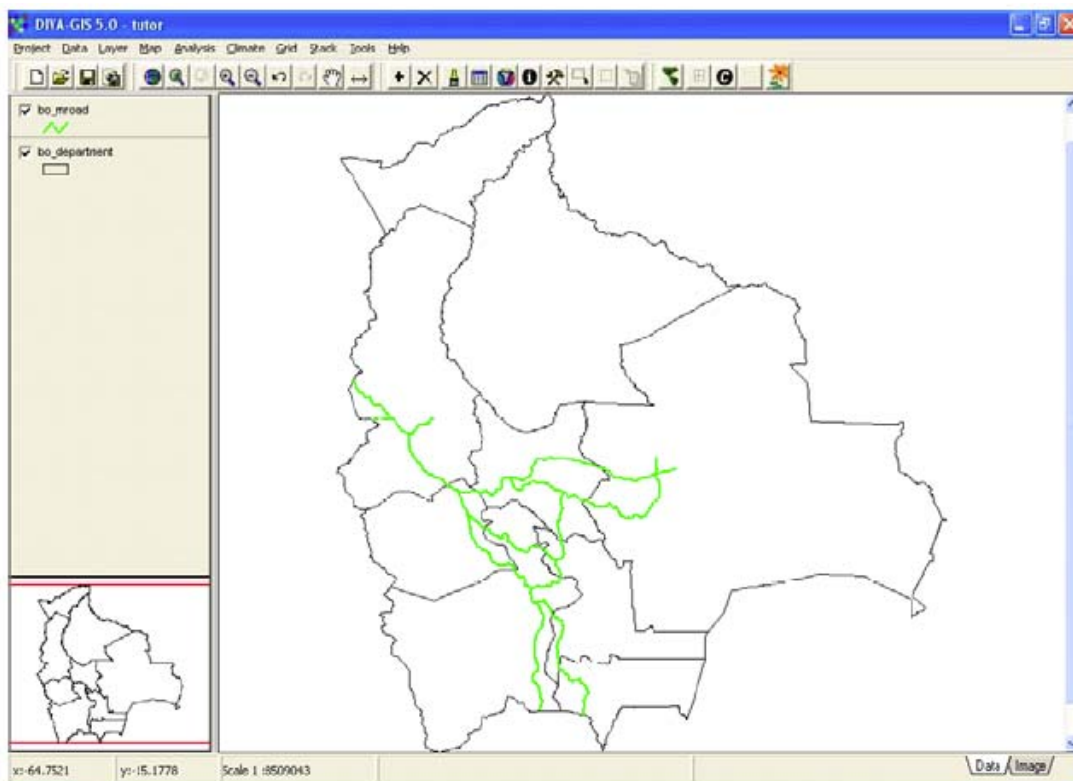 DIVA-GIS 5.0 - tutor
Project Data Layer Map Analysis Climate Grid Stack Tools Help
bo_mroad
bo_department
x:-64.7521 y:-15.1778 Scale 1 :8509043 Data Image